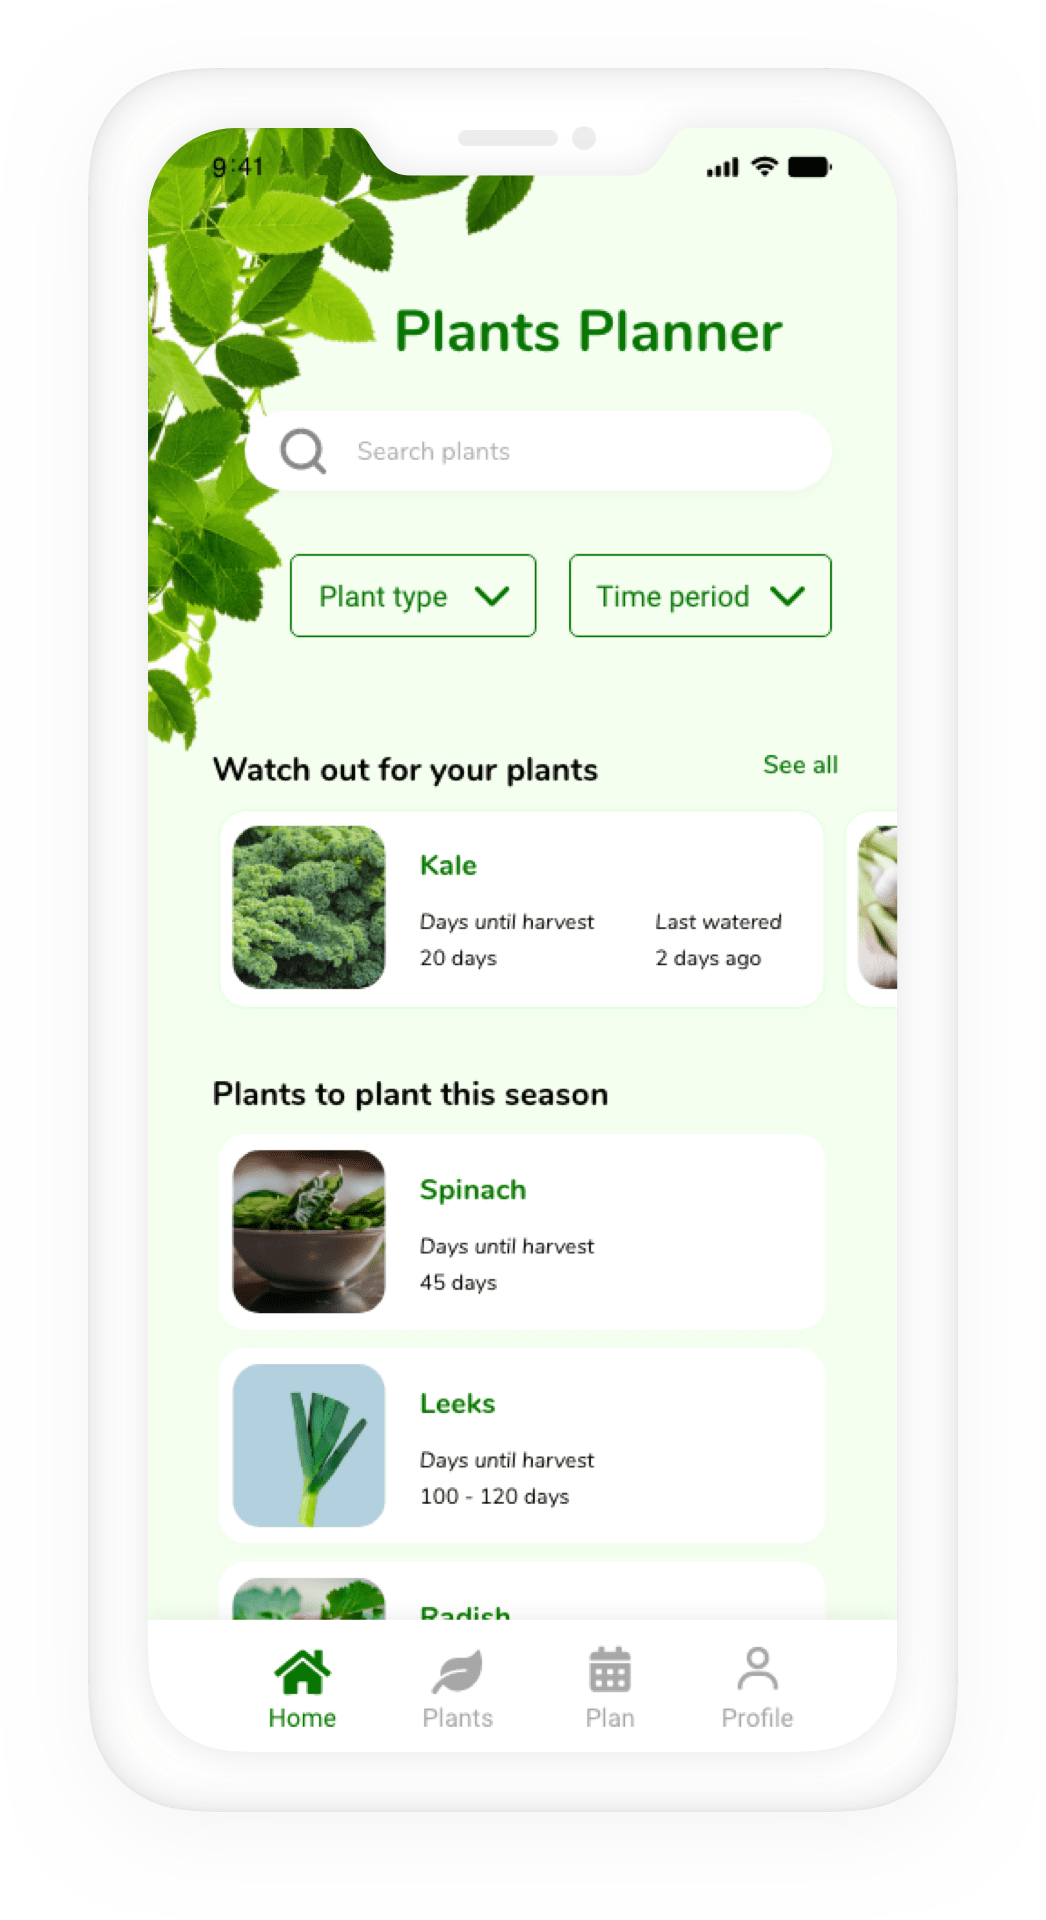 9:41
Plants Planner
Search plants
Plant type
Time period
Watch out for your plants
See all
Kale
Days until harvest
Last watered
20 days
2 days ago
Plants to plant this season
Spinach
Days until harvest
45 days
Leeks
Days until harvest
100 - 120 days
Radish
Home
Plants
Plan
Profile